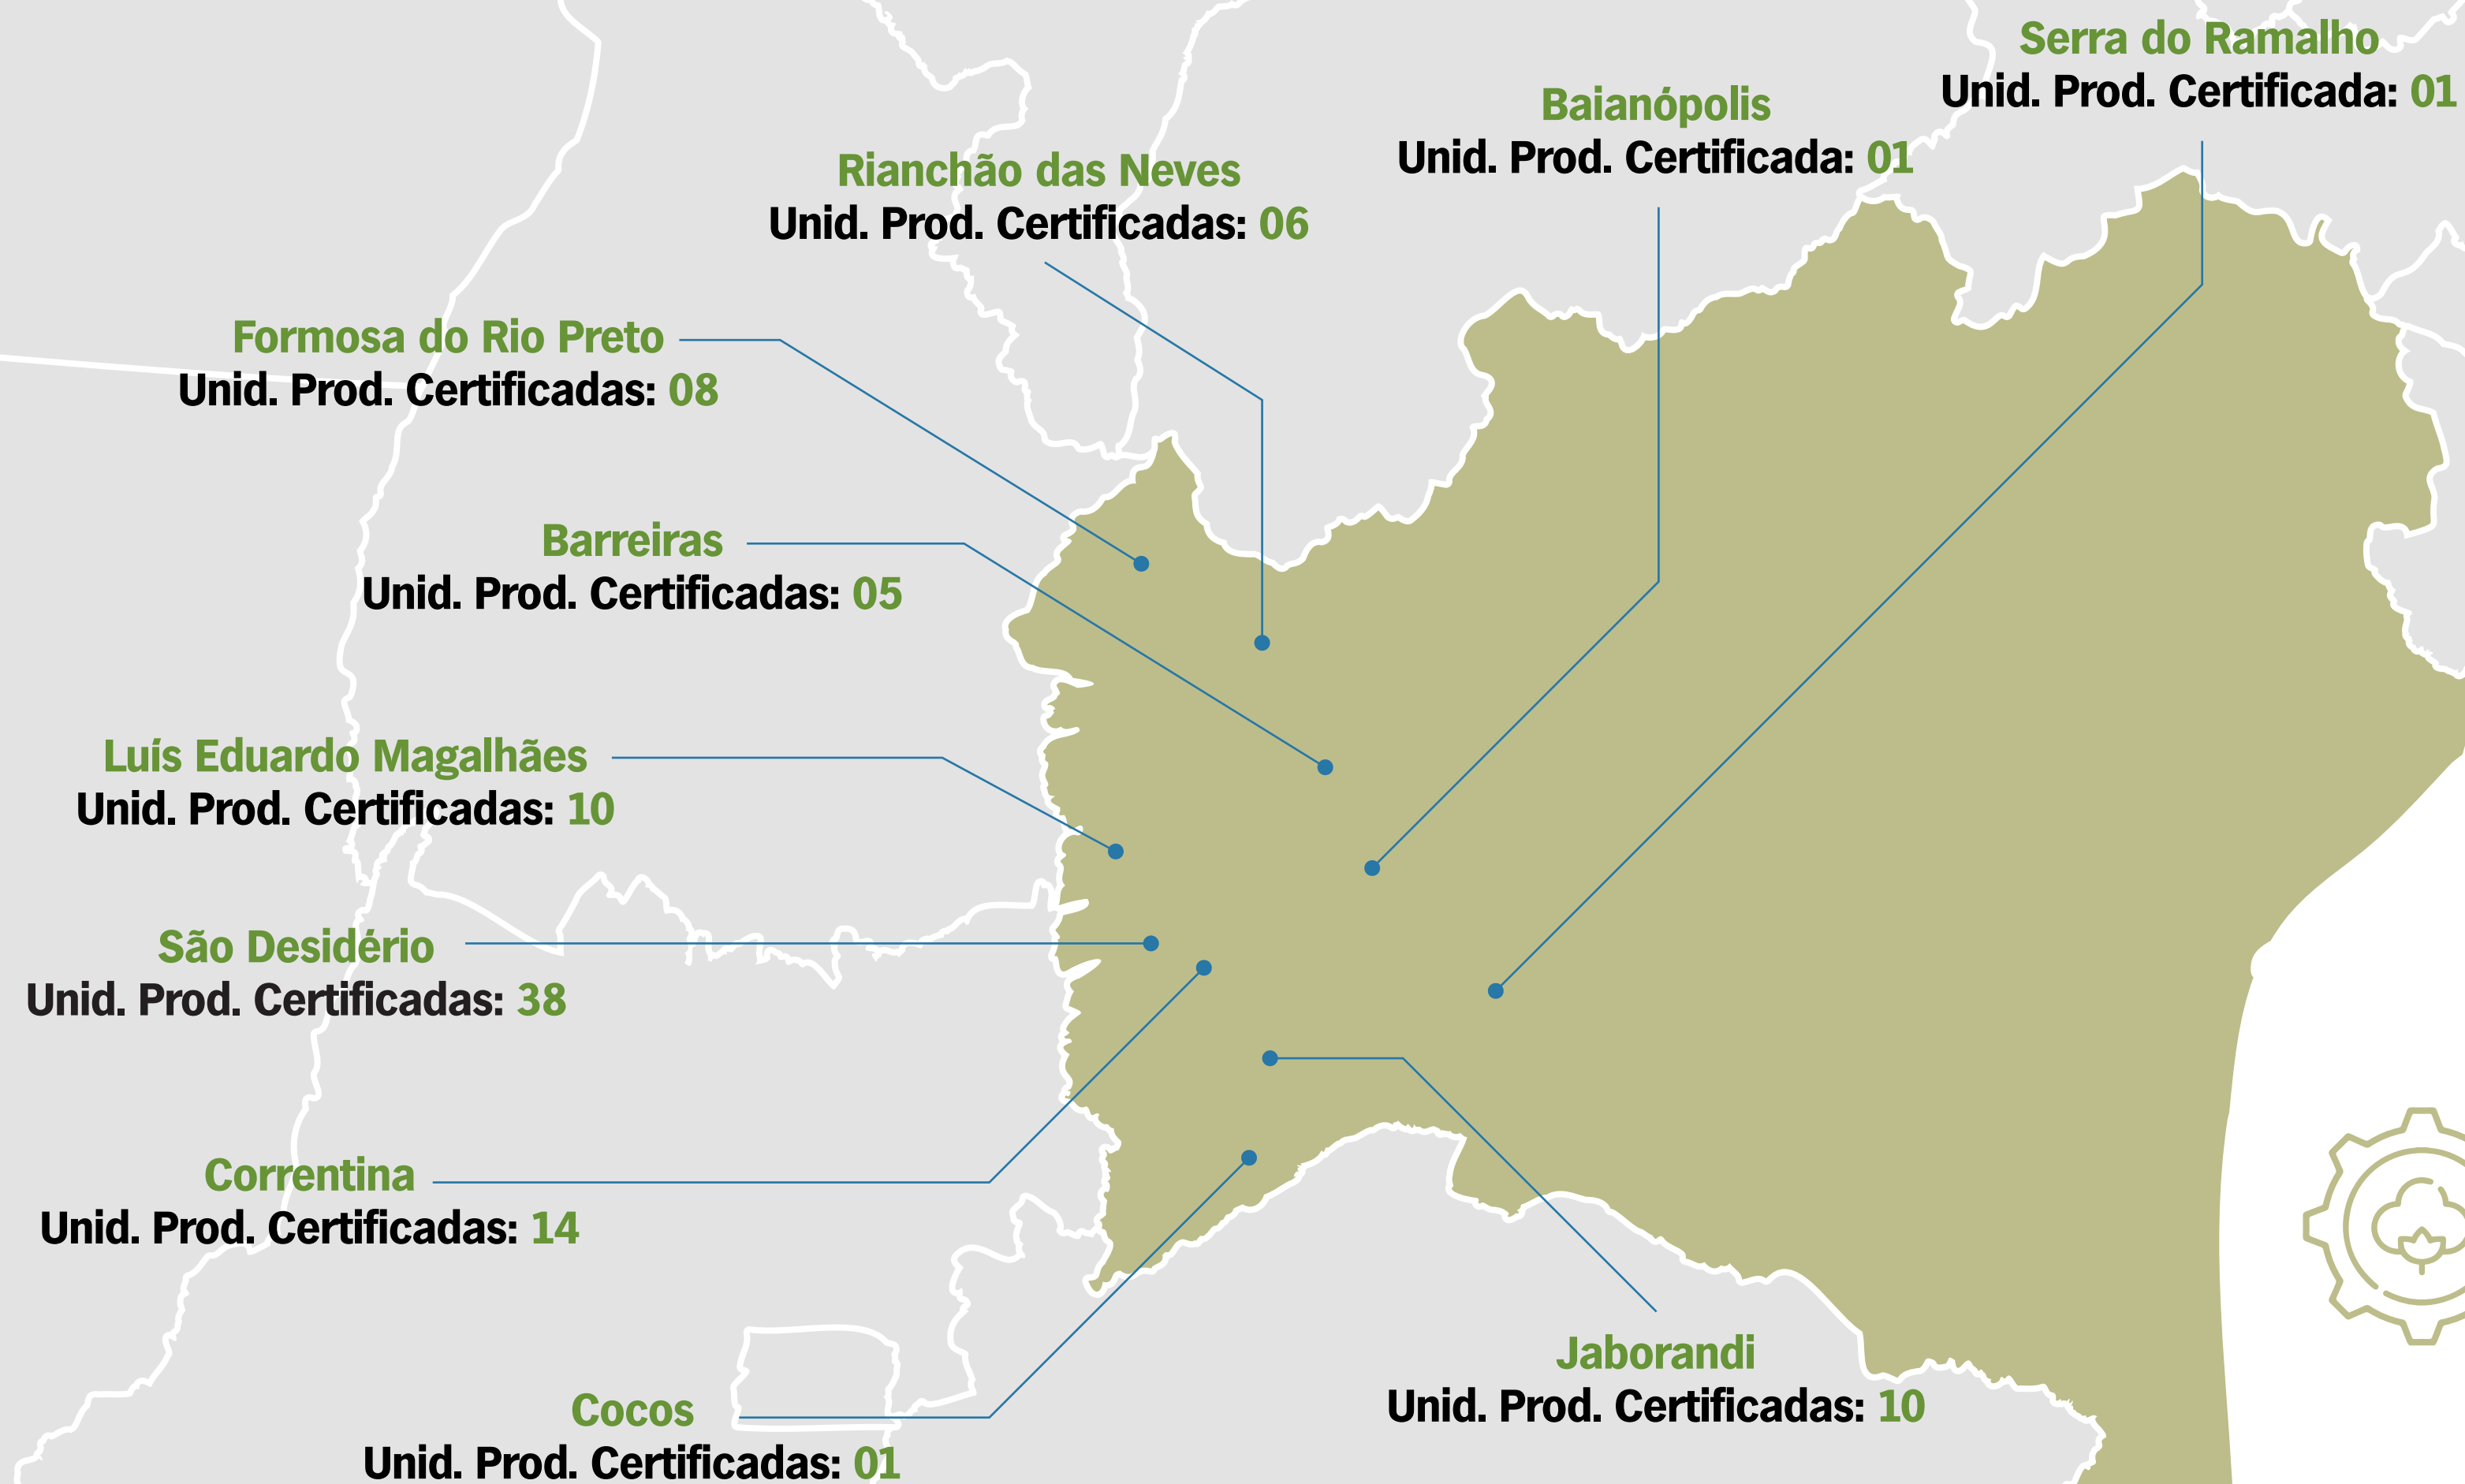 Serra do Ramalho
Unid. Prod. Certificada: 01
Baianópolis
Unid. Prod. Certificada: 01
Rianchão das Neves
Unid. Prod. Certificadas: 06
Formosa do Rio Preto
Unid. Prod. Certificadas: 08
Barreiras
Unid. Prod. Certificadas: 05
Luís Eduardo Magalhães
Unid. Prod. Certificadas: 10
São Desidério
Unid. Prod. Certificadas: 38
Correntina
Unid. Prod. Certificadas: 14
Jaborandi
Unid. Prod. Certificadas: 10
Cocos
Unid. Prod. Certificadas: 01